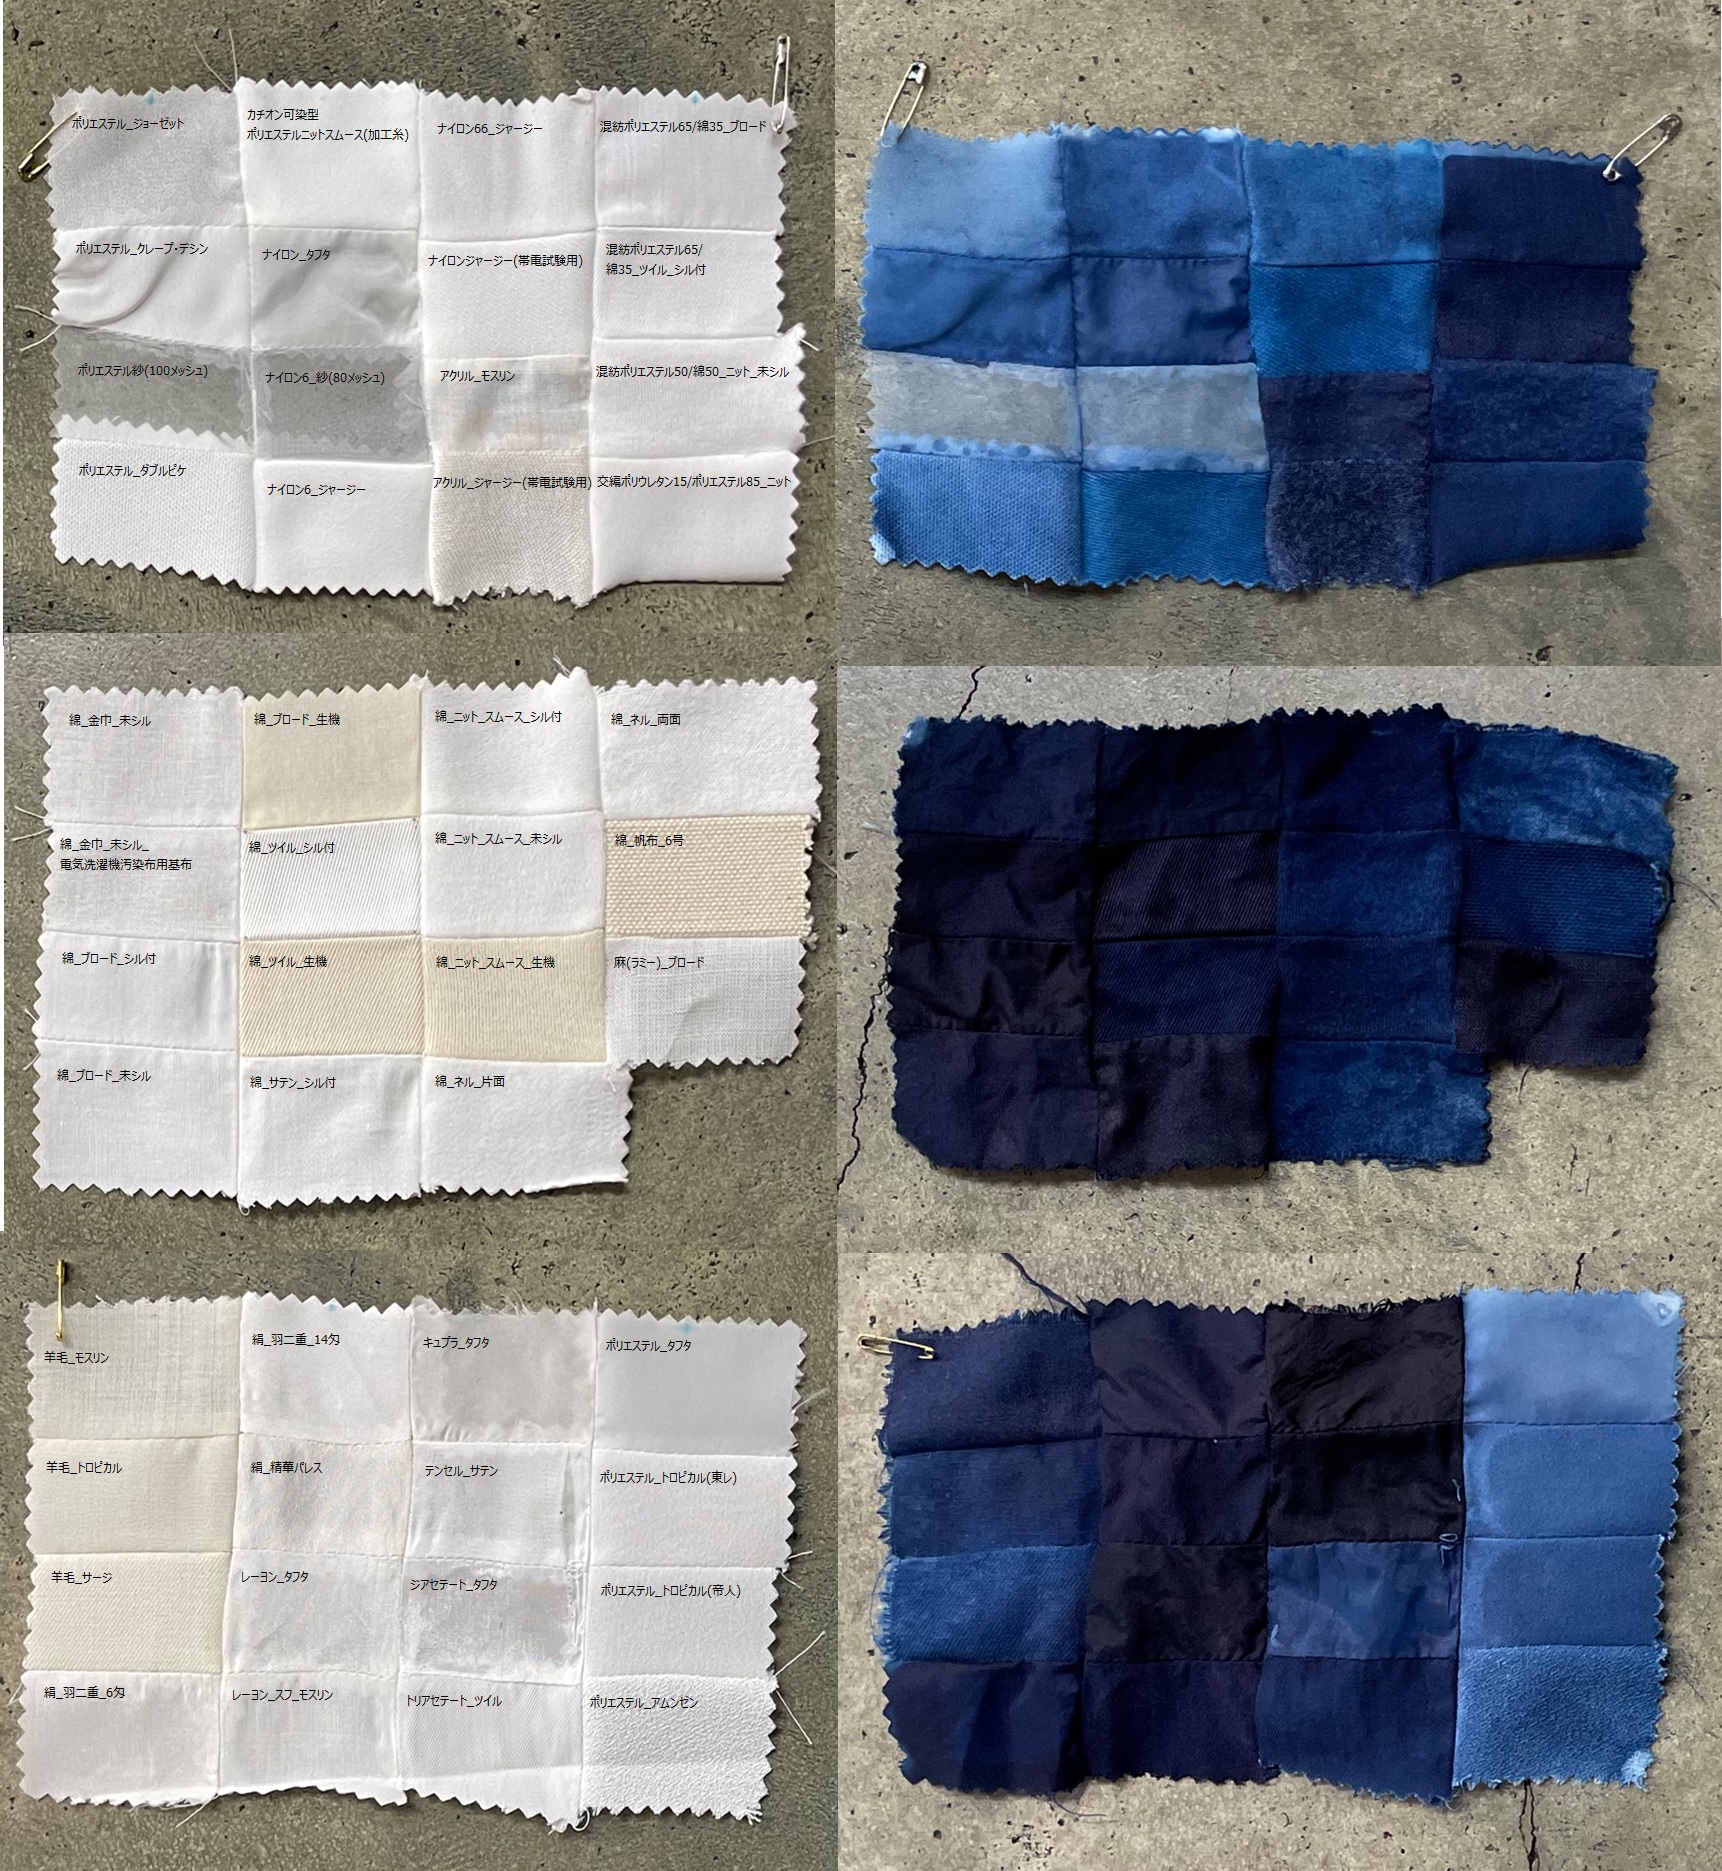 ポリエステル_ジョーゼット
カチオン可染型
ポリエステルニットスムース(加工糸)
ナイロン66_ジャージー
混紡ポリエステル65/綿35_ブロード
ポリエステル_クレープ・デシン
ナイロン_タフタ
ナイロンジャージー(帯電試験用)
混紡ポリエステル65/
綿35_ツイル_シル付
ポリエステル紗(100メッシュ)
ナイロン6_紗(80メッシュ)
アクリル_モスリン
混紡ポリエステル50/綿50_ニット_未シル
ポリエステル_ダブルピケ
ナイロン6_ジャージー
アクリル_ジャージー(帯電試験用)
交編ポリウレタン15/ポリエステル85_ニット
綿_金巾_未シル
綿_ブロード_生機
綿_ニット_スムース_シル付
綿_ネル_両面
綿_金巾_未シル_
電気洗濯機汚染布用基布
綿_ツイル_シル付
綿_ニット_スムース_未シル
綿_帆布_6号
綿_ブロード_シル付
綿_ツイル_生機
綿_ニット_スムース_生機
麻(ラミー)_ブロード
綿_ブロード_未シル
綿_サテン_シル付
綿_ネル_片面
羊毛_モスリン
絹_羽二重_14匁
キュプラ_タフタ
ポリエステル_タフタ
羊毛_トロピカル
絹_精華パレス
テンセル_サテン
ポリエステル_トロピカル(東レ)
羊毛_サージ
レーヨン_タフタ
ジアセテート_タフタ
ポリエステル_トロピカル(帝人)
絹_羽二重_6匁
レーヨン_スフ_モスリン
トリアセテート_ツイル
ポリエステル_アムンゼン